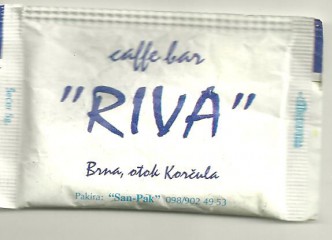 caffe bar
"RIVA"
Brna, otok Korčula
Pakira: "San-Pak" 098/902 49 53